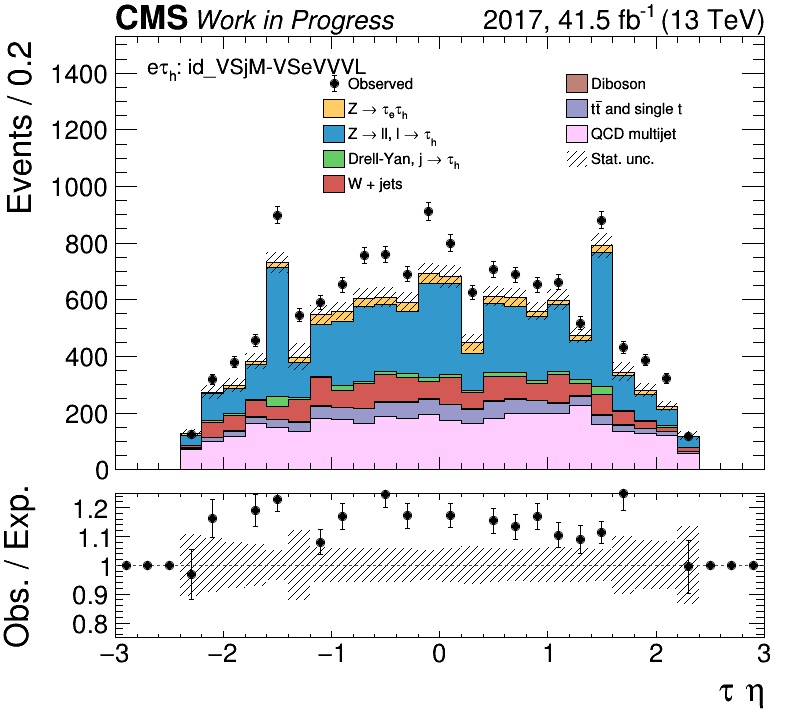 CMS Work in Progress 2017, 41.5 fb⁻¹ (13 TeV)
Events / 0.2
eτₕ: id_VSjM-VSeVVVL
Observed
Z → τₑτₕ
Z → ll, l → τₕ
Drell-Yan, j → τₕ
W + jets
Diboson
tt̄ and single t
QCD multijet
Stat. unc.
1400
1200
1000
800
600
400
200
0
Obs. / Exp.
1.2
1.1
1
0.9
0.8
−3 −2 −1 0 1 2 3
τ η